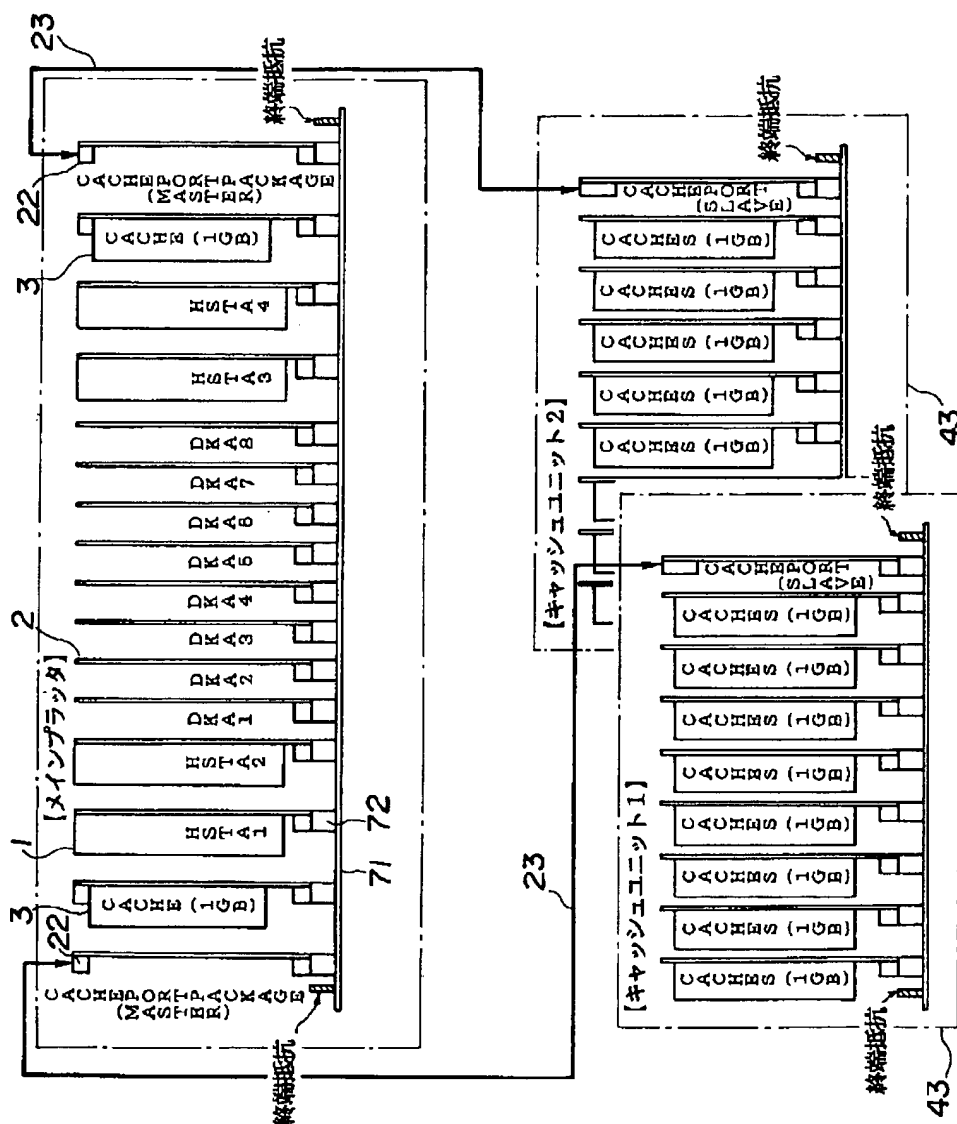 [メインプラッタ]
23
22
終端抵抗
CACHE PORT PACKAGE
(MASTER)
3
CACHE (1GB)
1
HSTA1
HSTA2
2
DKA1
DKA2
DKA3
DKA4
DKA5
DKA6
DKA7
DKA8
HSTA3
HSTA4
3
CACHE (1GB)
22
CACHE PORT PACKAGE
(MASTER)
終端抵抗
71
72
23
[キャッシュユニット2]
CACHES (1GB)
CACHES (1GB)
CACHES (1GB)
CACHES (1GB)
CACHES (1GB)
CACHEPORT
(SLAVE)
終端抵抗
43
[キャッシュユニット1]
終端抵抗
CACHES (1GB)
CACHES (1GB)
CACHES (1GB)
CACHES (1GB)
CACHES (1GB)
CACHES (1GB)
CACHES (1GB)
CACHES (1GB)
CACHEPORT
(SLAVE)
終端抵抗
43